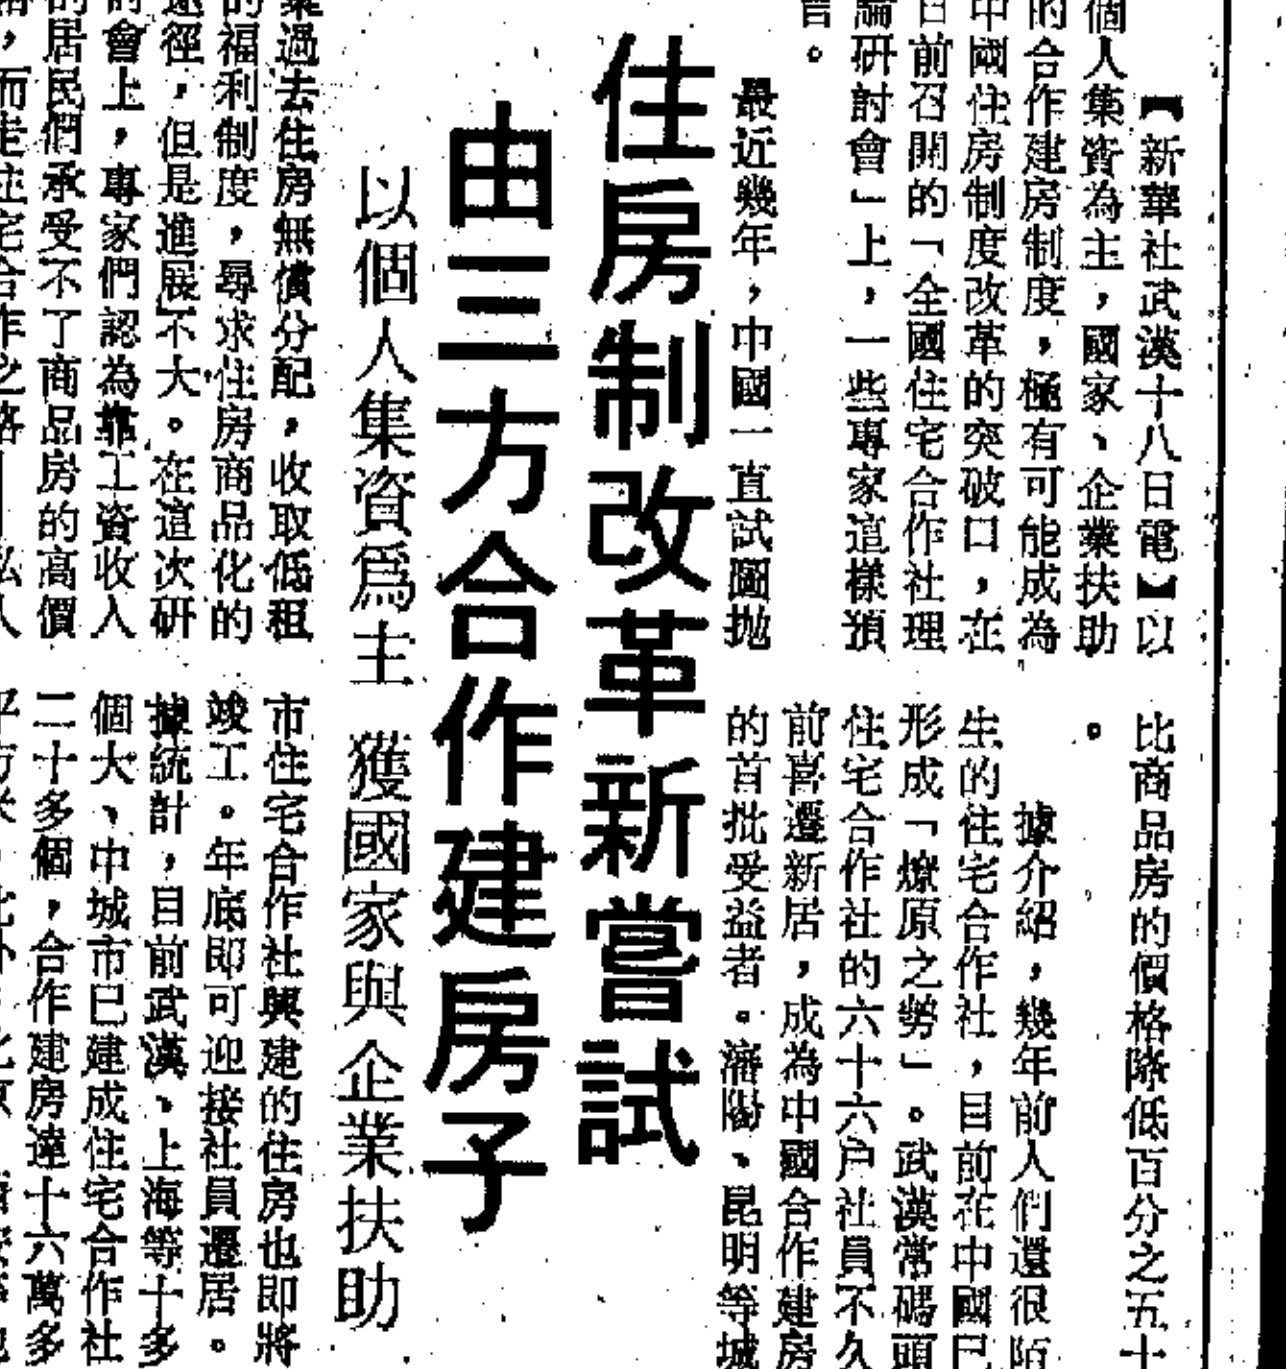 住房制改革新嘗試
由三方合作建房子
以個人集資爲主 獲國家與企業扶助
【新華社武漢十八日電】以
個人集資為主，國家、企業扶助
的合作建房制度，極有可能成為
中國住房制度改革的突破口，在
日前召開的「全國住宅合作社理
論研討會」上，一些專家這樣預
言。
最近幾年，中國一直試圖拋
棄過去住房無償分配，收取低租
的福利制度，尋求住房商品化的
途徑，但是進展不大。在這次研
討會上，專家們認為靠工資收入
的居民們承受不了商品房的高價
格，而走住宅合作之路——私人
比商品房的價格降低百分之五十
。
據介紹，幾年前人們還很陌
生的住宅合作社，目前在中國已
形成「燎原之勢」。武漢常碼頭
住宅合作社的六十六户社員不久
前喜遷新居，成為中國合作建房
的首批受益者。瀋陽、昆明等城
市住宅合作社興建的住房也即將
竣工。年底即可迎接社員遷居。
據統計，目前武漢、上海等十多
個大、中城市已建成住宅合作社
二十多個，合作建房達十六萬多
平方米，此外